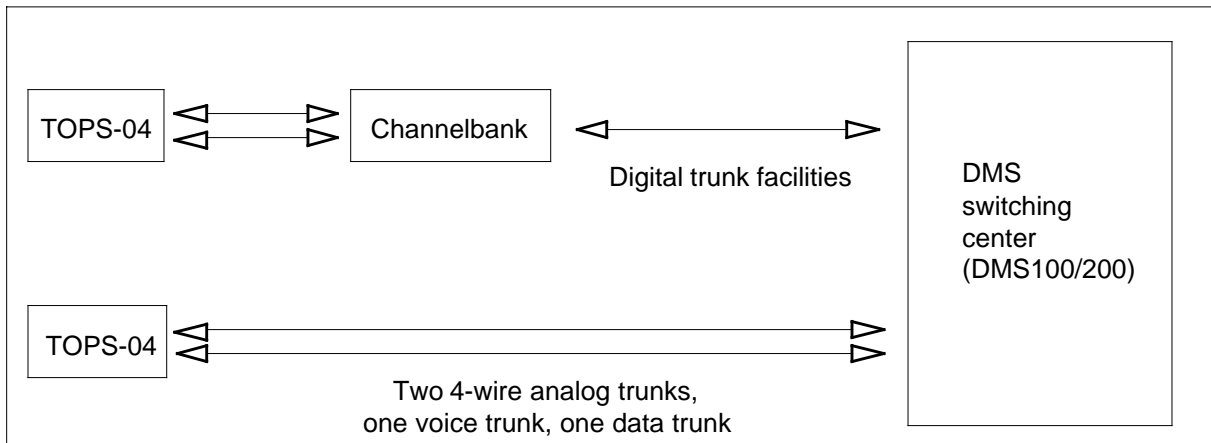 TOPS-04
Channelbank
Digital trunk facilities
DMS
switching
center
(DMS100/200)
TOPS-04
Two 4-wire analog trunks,
one voice trunk, one data trunk